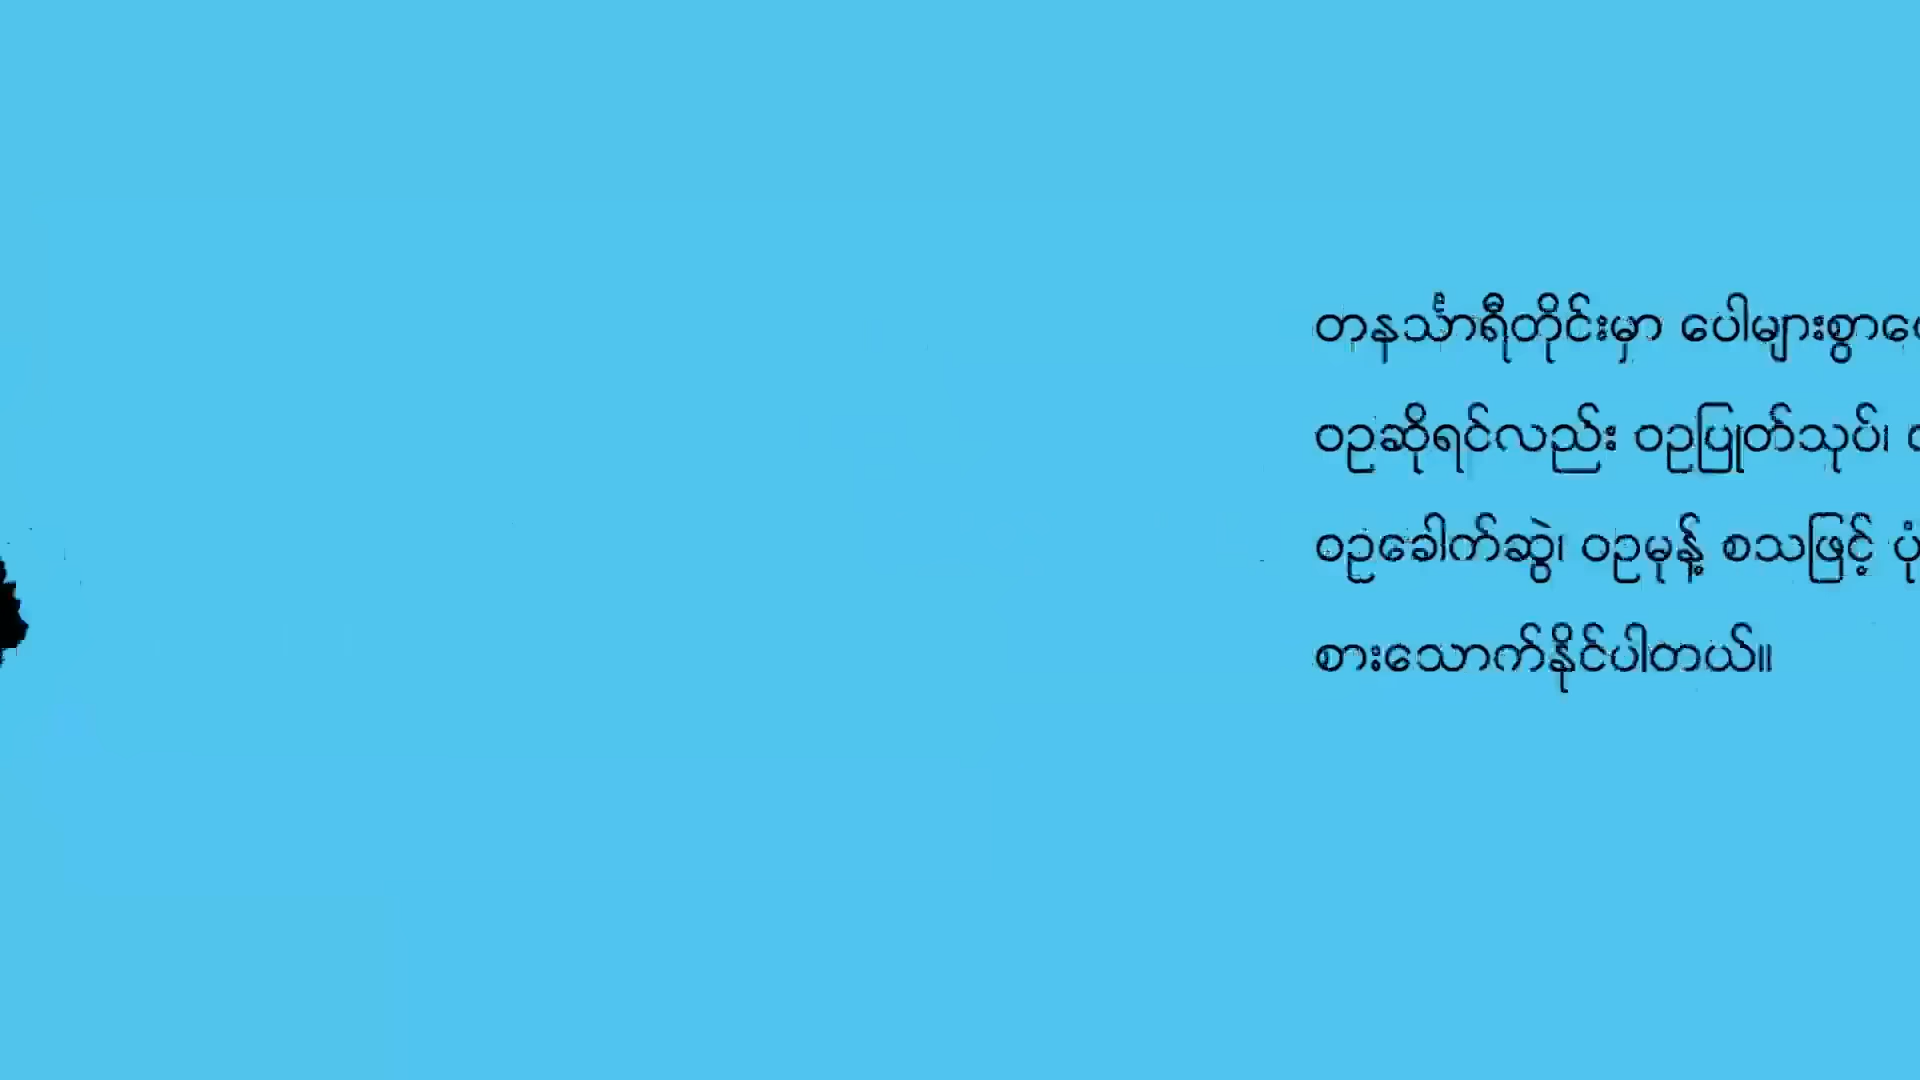 တနင်္သာရီတိုင်းမှာ ပေါများစွာ
ဝဥဆိုရင်လည်း ဝဥပြုတ်သုပ်၊
ဝဥခေါက်ဆွဲ၊ ဝဥမုန့် စသဖြင့်
စားသောက်နိုင်ပါတယ်။